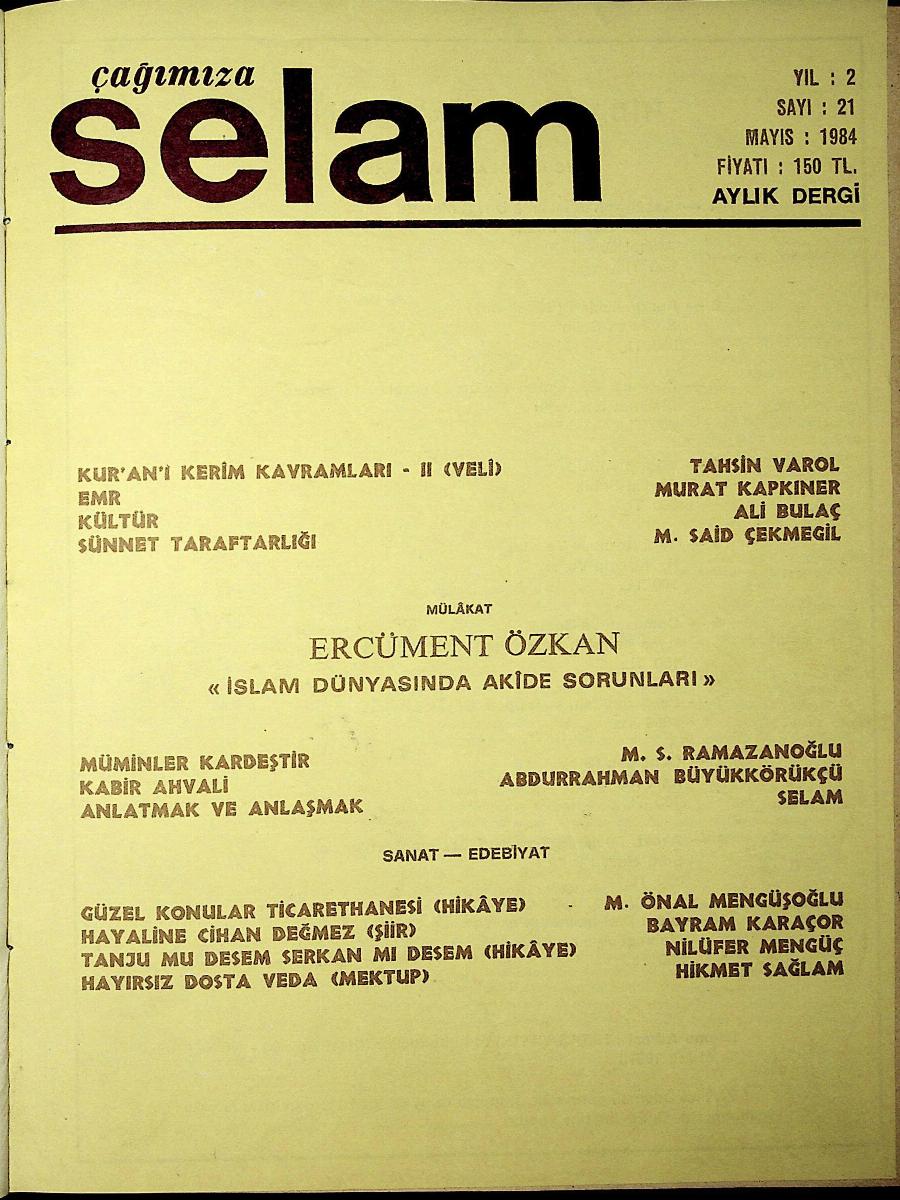 çağımıza
selam
YIL : 2
SAYI : 21
MAYIS : 1984
FİYATI : 150 TL.
AYLIK DERGİ
KUR'AN'I KERİM KAVRAMLARI - II (VELİ) TAHSİN VAROL
EMR MURAT KAPKINER
KÜLTÜR ALİ BULAÇ
SÜNNET TARAFTARLIĞI M. SAİD ÇEKMEGİL
MÜLÂKAT
ERCÜMENT ÖZKAN
« İSLAM DÜNYASINDA AKÎDE SORUNLARI »
MÜMİNLER KARDEŞTİR M. S. RAMAZANOĞLU
KABİR AHVALİ ABDURRAHMAN BÜYÜKKÖRÜKÇÜ
ANLATMAK VE ANLAŞMAK SELAM
SANAT — EDEBİYAT
GÜZEL KONULAR TİCARETHANESİ (HİKÂYE) - M. ÖNAL MENGÜŞOĞLU
HAYALİNE CİHAN DEĞMEZ (ŞİİR) BAYRAM KARAÇOR
TANJU MU DESEM SERKAN MI DESEM (HİKÂYE) NİLÜFER MENGÜÇ
HAYIRSIZ DOSTA VEDA (MEKTUP) HİKMET SAĞLAM